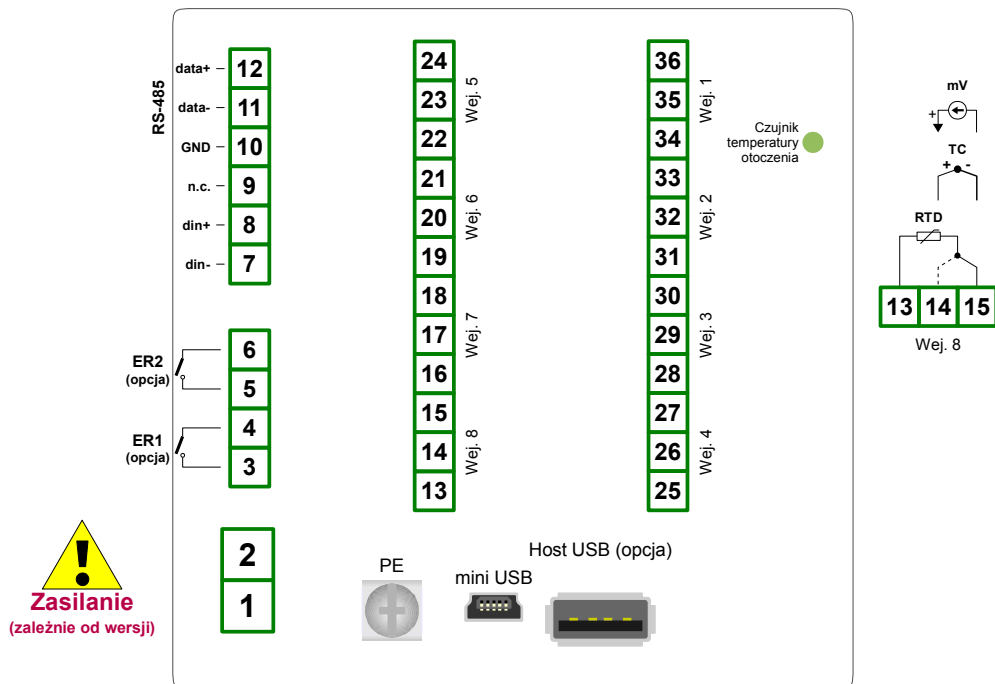 RS-485
data+
12
data-
11
GND
10
n.c.
9
din+
8
din-
7
ER2
(opcja)
6
5
ER1
(opcja)
4
3
2
1
Zasilanie
(zależnie od wersji)
24
23
22
Wej. 5
21
20
19
Wej. 6
18
17
16
Wej. 7
15
14
13
Wej. 8
36
35
34
Wej. 1
33
32
31
Wej. 2
30
29
28
Wej. 3
27
26
25
Wej. 4
Czujnik
temperatury
otoczenia
PE
mini USB
Host USB (opcja)
mV
+
TC
+ -
RTD
13 14 15
Wej. 8